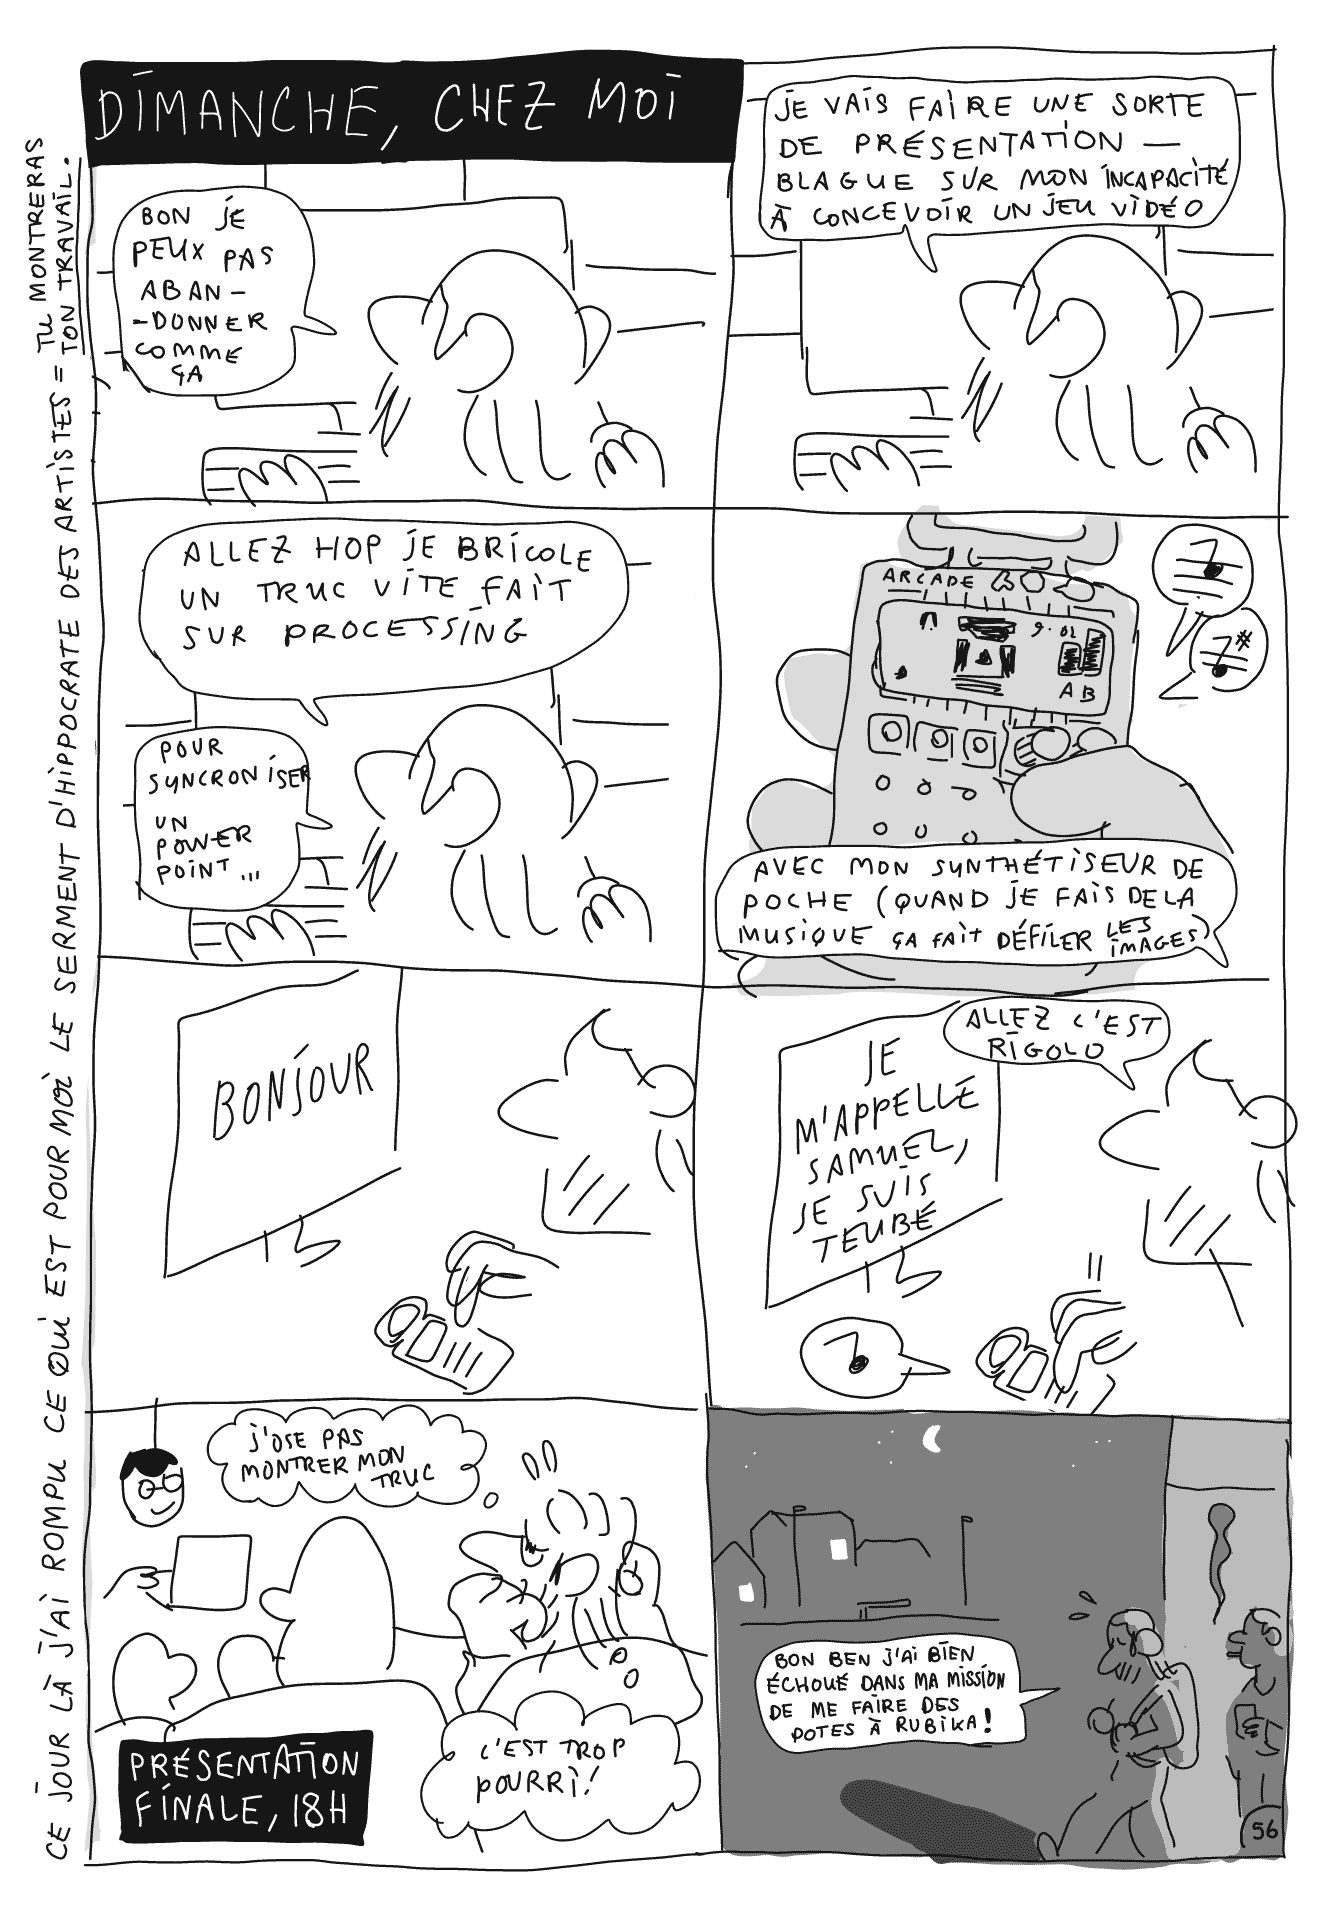 DIMANCHE, CHEZ MOI
BON JE
PEUX PAS
ABAN-
-DONNER
COMME
ÇA
JE VAIS FAIRE UNE SORTE
DE PRÉSENTATION —
BLAGUE SUR MON INCAPACITÉ
À CONCEVOIR UN JEU VIDÉO
ALLEZ HOP JE BRICOLE
UN TRUC VITE FAIT
SUR PROCESSING
POUR
SYNCRONISER
UN
POWER
POINT...
ARCADE
9.02
A B
AVEC MON SYNTHÉTISEUR DE
POCHE (QUAND JE FAIS DE LA
MUSIQUE ÇA FAIT DÉFILER LES
IMAGES)
BONJOUR
ALLEZ C'EST
RIGOLO
JE
M'APPELLE
SAMUEL,
JE SUIS
TEUBÉ
J'OSE PAS
MONTRER MON
TRUC
C'EST TROP
POURRI!
PRÉSENTATION
FINALE, 18H
BON BEN J'AI BIEN
ÉCHOUÉ DANS MA MISSION
DE ME FAIRE DES
POTES À RUBIKA!
56
CE JOUR LÀ J'AI ROMPU CE QUI EST POUR MOI LE SERMENT D'HIPPOCRATE DES ARTISTES = TU MONTRERAS
TON TRAVAIL.